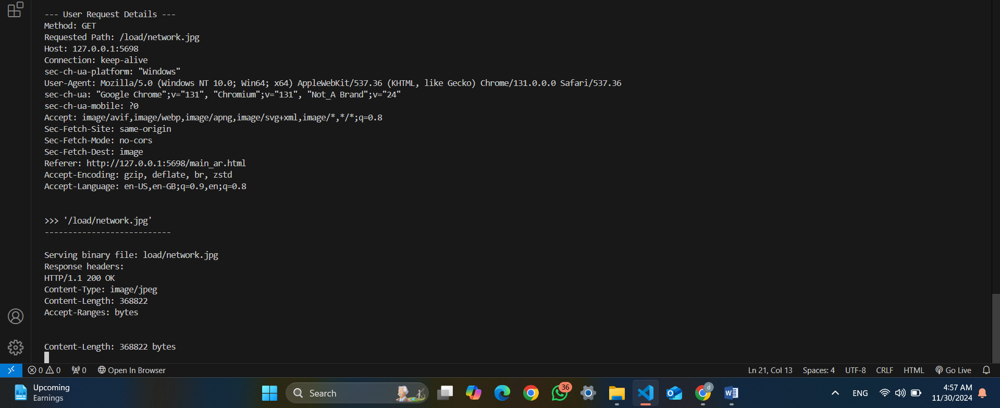 --- User Request Details ---
Method: GET
Requested Path: /load/network.jpg
Host: 127.0.0.1:5698
Connection: keep-alive
sec-ch-ua-platform: "Windows"
User-Agent: Mozilla/5.0 (Windows NT 10.0; Win64; x64) AppleWebKit/537.36 (KHTML, like Gecko) Chrome/131.0.0.0 Safari/537.36
sec-ch-ua: "Google Chrome";v="131", "Chromium";v="131", "Not_A Brand";v="24"
sec-ch-ua-mobile: ?0
Accept: image/avif,image/webp,image/apng,image/svg+xml,image/*,*/*;q=0.8
Sec-Fetch-Site: same-origin
Sec-Fetch-Mode: no-cors
Sec-Fetch-Dest: image
Referer: http://127.0.0.1:5698/main_ar.html
Accept-Encoding: gzip, deflate, br, zstd
Accept-Language: en-US,en-GB;q=0.9,en;q=0.8
>>> '/load/network.jpg'
---------------------------
Serving binary file: load/network.jpg
Response headers:
HTTP/1.1 200 OK
Content-Type: image/jpeg
Content-Length: 368822
Accept-Ranges: bytes
Content-Length: 368822 bytes
0 0 0 Open In Browser Ln 21, Col 13 Spaces: 4 UTF-8 CRLF HTML Go Live
Upcoming
Earnings
Search
36
d
ENG
4:57 AM
11/30/2024